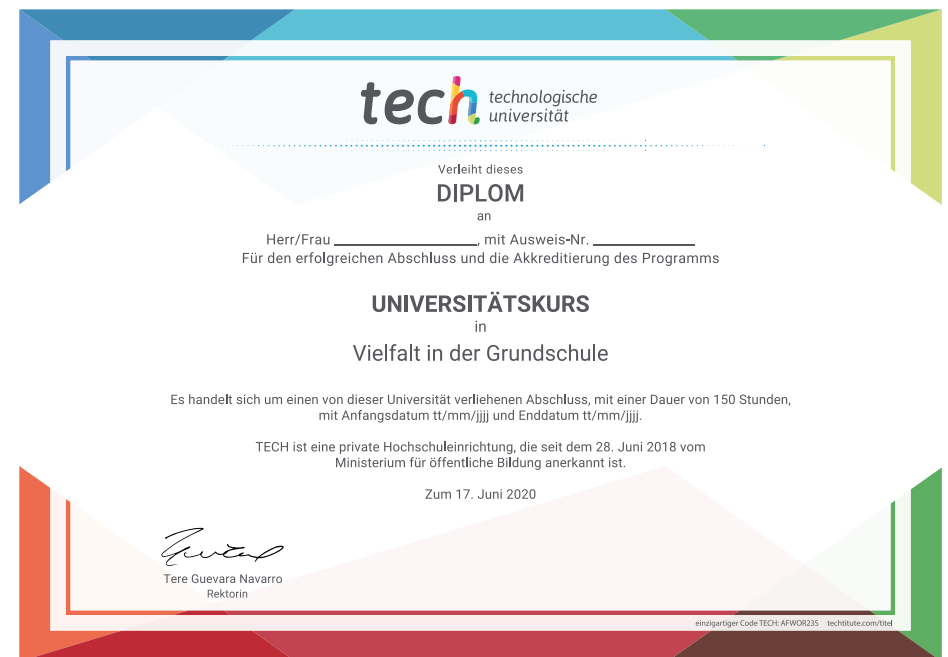 tech technologische
universität
Verleiht dieses
DIPLOM
an
Herr/Frau ____________________, mit Ausweis-Nr. ______________
Für den erfolgreichen Abschluss und die Akkreditierung des Programms
UNIVERSITÄTSKURS
in
Vielfalt in der Grundschule
Es handelt sich um einen von dieser Universität verliehenen Abschluss, mit einer Dauer von 150 Stunden,
mit Anfangsdatum tt/mm/jjjj und Enddatum tt/mm/jjjj.
TECH ist eine private Hochschuleinrichtung, die seit dem 28. Juni 2018 vom
Ministerium für öffentliche Bildung anerkannt ist.
Zum 17. Juni 2020
Tere Guevara Navarro
Rektorin
einzigartiger Code TECH: AFWOR23S techtitute.com/titel